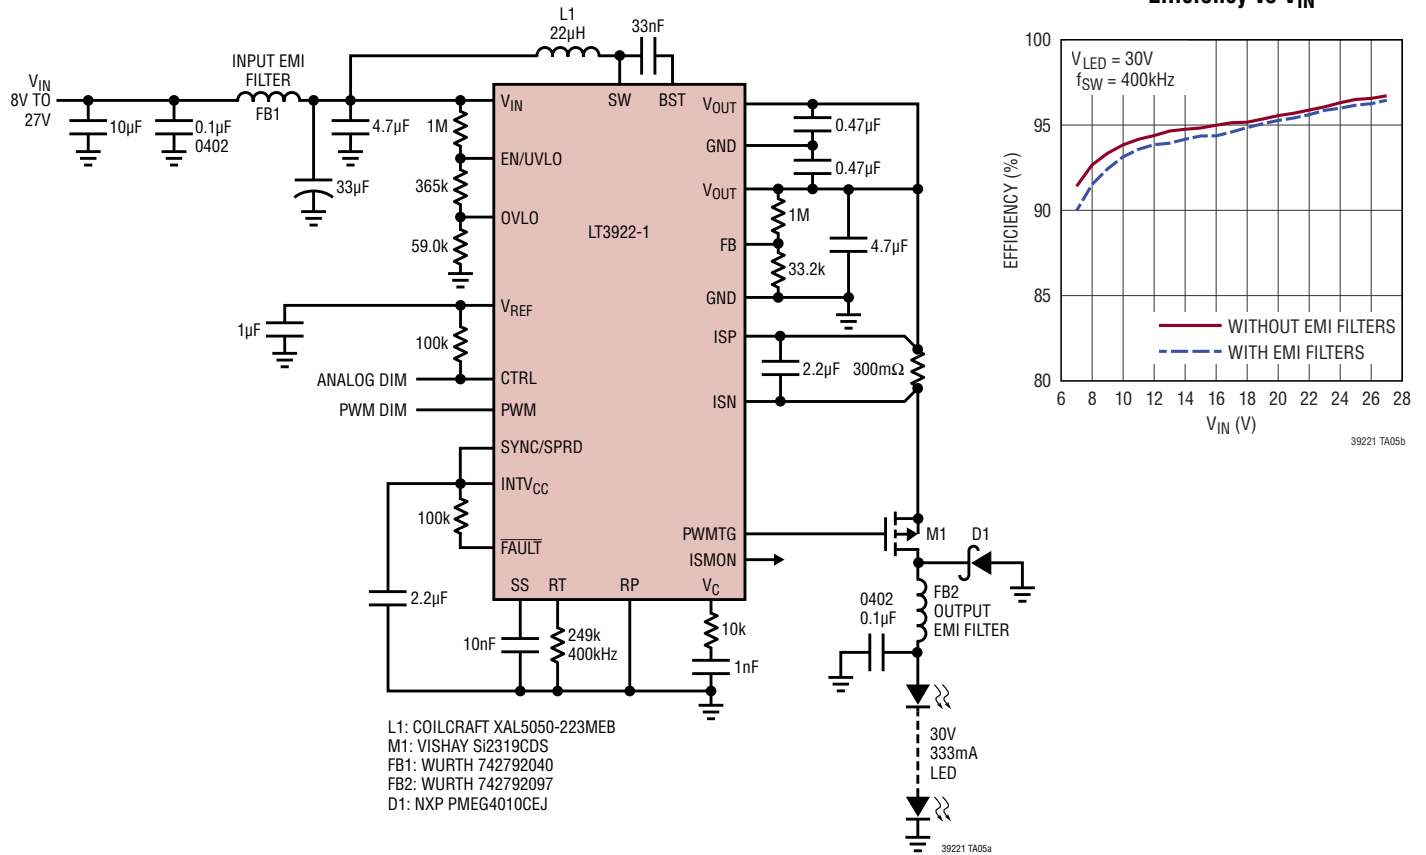 L1
22µH
33nF
INPUT EMI
FILTER
FB1
VIN
8V TO
27V
10µF
0.1µF
0402
4.7µF
33µF
1M
365k
59.0k
VIN
SW
BST
EN/UVLO
OVLO
LT3922-1
VOUT
GND
VOUT
FB
GND
0.47µF
0.47µF
1M
33.2k
4.7µF
1µF
VREF
100k
ANALOG DIM
CTRL
PWM DIM
PWM
ISP
ISN
2.2µF
300mΩ
SYNC/SPRD
INTVCC
100k
FAULT
PWMTG
ISMON
M1
D1
SS
RT
RP
VC
2.2µF
10nF
249k
400kHz
10k
1nF
0402
0.1µF
FB2
OUTPUT
EMI FILTER
30V
333mA
LED
L1: COILCRAFT XAL5050-223MEB
M1: VISHAY Si2319CDS
FB1: WURTH 742792040
FB2: WURTH 742792097
D1: NXP PMEG4010CEJ
39221 TA05a
Efficiency vs VIN
VLED = 30V
fSW = 400kHz
EFFICIENCY (%)
100
95
90
85
80
WITHOUT EMI FILTERS
WITH EMI FILTERS
6 8 10 12 14 16 18 20 22 24 26 28
VIN (V)
39221 TA05b